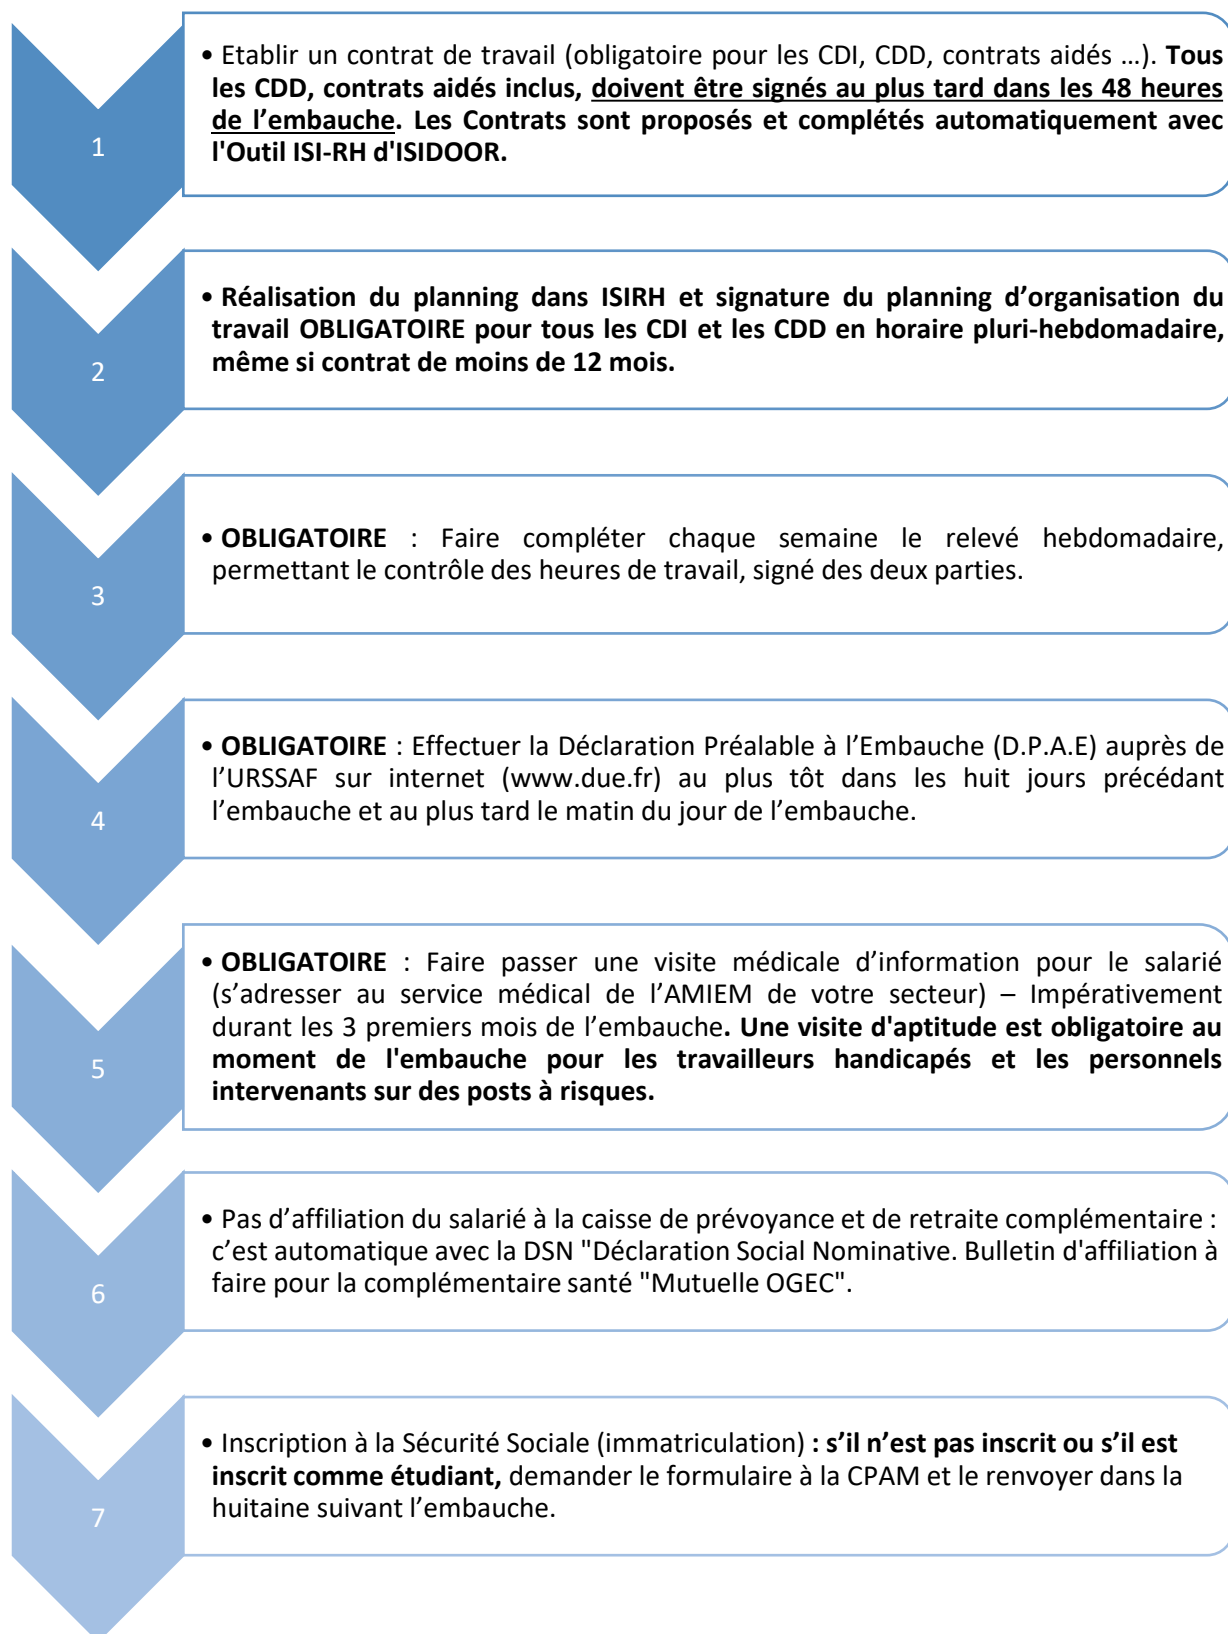 • Etablir un contrat de travail (obligatoire pour les CDI, CDD, contrats aidés …). Tous
les CDD, contrats aidés inclus, doivent être signés au plus tard dans les 48 heures
de l’embauche. Les Contrats sont proposés et complétés automatiquement avec
l'Outil ISI-RH d'ISIDOOR.
1
• Réalisation du planning dans ISIRH et signature du planning d’organisation du
travail OBLIGATOIRE pour tous les CDI et les CDD en horaire pluri-hebdomadaire,
même si contrat de moins de 12 mois.
2
• OBLIGATOIRE : Faire compléter chaque semaine le relevé hebdomadaire,
permettant le contrôle des heures de travail, signé des deux parties.
3
• OBLIGATOIRE : Effectuer la Déclaration Préalable à l’Embauche (D.P.A.E) auprès de
l’URSSAF sur internet (www.due.fr) au plus tôt dans les huit jours précédant
l’embauche et au plus tard le matin du jour de l’embauche.
4
• OBLIGATOIRE : Faire passer une visite médicale d’information pour le salarié
(s’adresser au service médical de l’AMIEM de votre secteur) – Impérativement
durant les 3 premiers mois de l’embauche. Une visite d'aptitude est obligatoire au
moment de l'embauche pour les travailleurs handicapés et les personnels
intervenants sur des posts à risques.
5
• Pas d’affiliation du salarié à la caisse de prévoyance et de retraite complémentaire :
c’est automatique avec la DSN "Déclaration Social Nominative. Bulletin d'affiliation à
faire pour la complémentaire santé "Mutuelle OGEC".
6
• Inscription à la Sécurité Sociale (immatriculation) : s’il n’est pas inscrit ou s’il est
inscrit comme étudiant, demander le formulaire à la CPAM et le renvoyer dans la
huitaine suivant l’embauche.
7